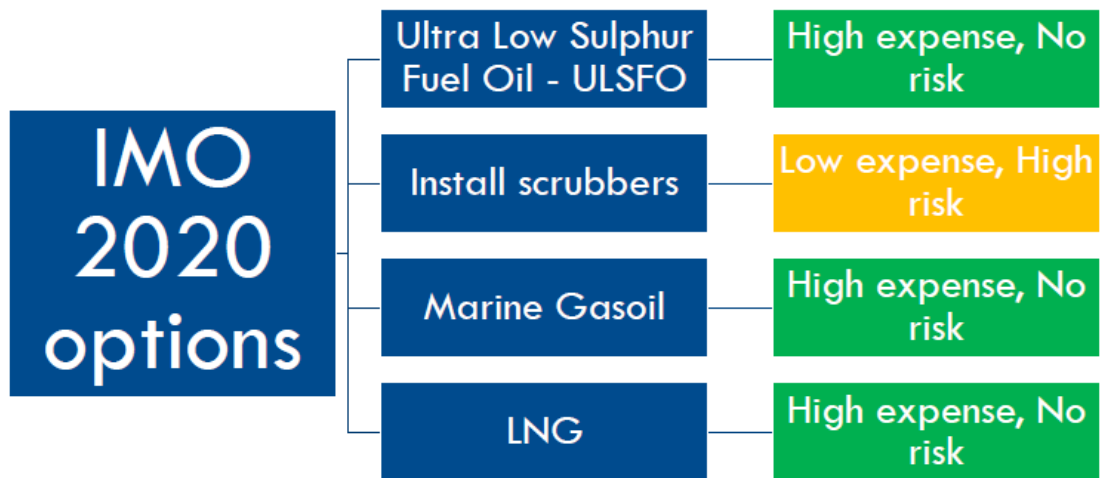 IMO
2020
options
Ultra Low Sulphur
Fuel Oil - ULSFO
High expense, No
risk
Install scrubbers
Low expense, High
risk
Marine Gasoil
High expense, No
risk
LNG
High expense, No
risk